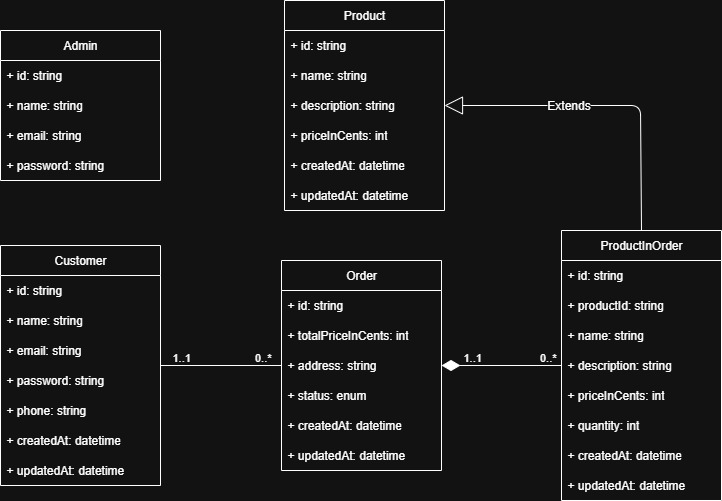 Admin
+ id: string
+ name: string
+ email: string
+ password: string
Product
+ id: string
+ name: string
+ description: string
+ priceInCents: int
+ createdAt: datetime
+ updatedAt: datetime
Extends
Customer
+ id: string
+ name: string
+ email: string
+ password: string
+ phone: string
+ createdAt: datetime
+ updatedAt: datetime
1..1
0..*
Order
+ id: string
+ totalPriceInCents: int
+ address: string
+ status: enum
+ createdAt: datetime
+ updatedAt: datetime
1..1
0..*
ProductInOrder
+ id: string
+ productId: string
+ name: string
+ description: string
+ priceInCents: int
+ quantity: int
+ createdAt: datetime
+ updatedAt: datetime